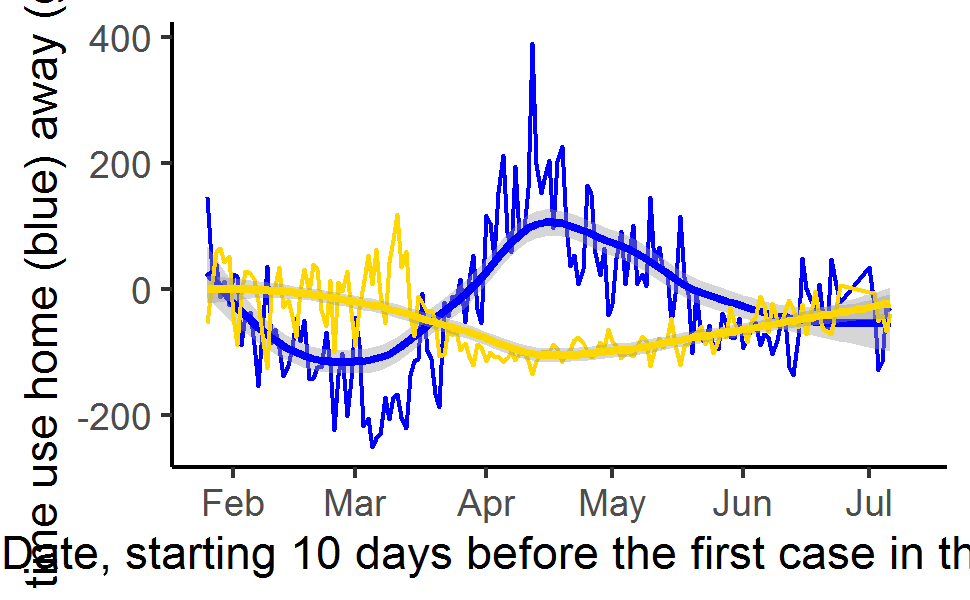 time use home (blue) away (
400
200
0
-200
Feb Mar Apr May Jun Jul
Date, starting 10 days before the first case in th